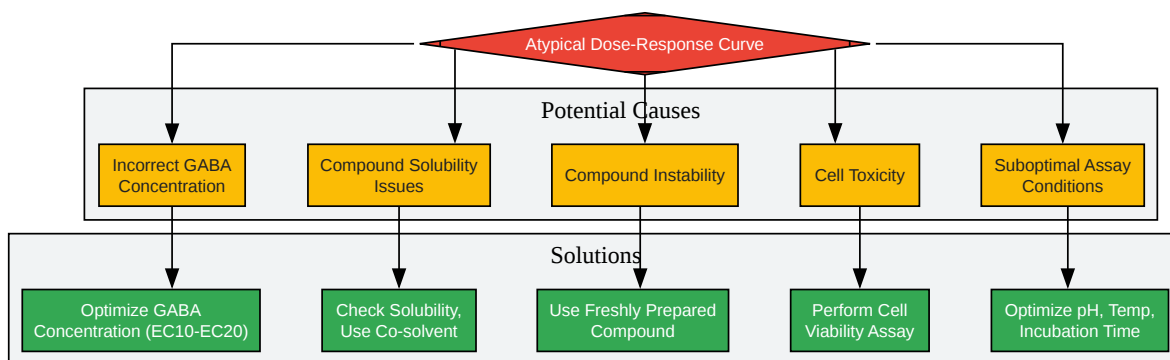 Atypical Dose-Response Curve
Potential Causes
Incorrect GABA
Concentration
Compound Solubility
Issues
Compound Instability
Cell Toxicity
Suboptimal Assay
Conditions
Solutions
Optimize GABA
Concentration (EC10-EC20)
Check Solubility,
Use Co-solvent
Use Freshly Prepared
Compound
Perform Cell
Viability Assay
Optimize pH, Temp,
Incubation Time